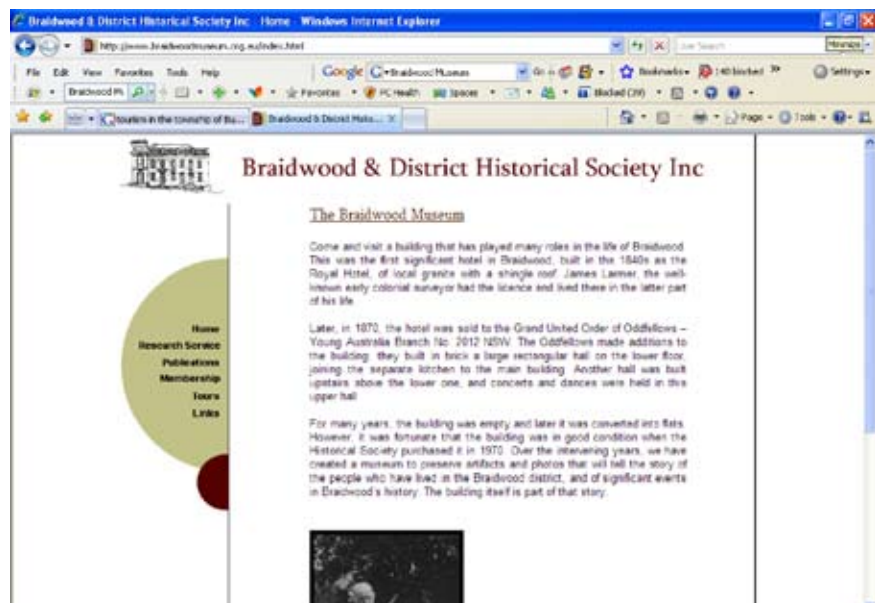 Braidwood & District Historical Society Inc - Home - Windows Internet Explorer
File Edit View Favorites Tools Help
Google
Bookmarks
Settings
Favorites PC Health Spaces
Page Tools
Braidwood & District Historical Society Inc
The Braidwood Museum
Come and visit a building that has played many roles in the life of Braidwood.
This was the first significant hotel in Braidwood, built in the 1840s as the
Royal Hotel, of local granite with a shingle roof. James Larmer, the well-
known early colonial surveyor had the licence and lived there in the latter part
of his life.
Later, in 1870, the hotel was sold to the Grand United Order of Oddfellows –
Young Australia Branch No. 2012 NSW. The Oddfellows made additions to
the building: they built in brick a large rectangular hall on the lower floor,
joining the separate kitchen to the main building. Another hall was built
upstairs above the lower one, and concerts and dances were held in this
upper hall.
For many years, the building was empty and later it was converted into flats.
However, it was fortunate that the building was in good condition when the
Historical Society purchased it in 1970. Over the intervening years, we have
created a museum to preserve artifacts and photos that will tell the story of
the people who have lived in the Braidwood district, and of significant events
in Braidwood's history. The building itself is part of that story.
Home
Research Service
Publications
Membership
Tours
Links